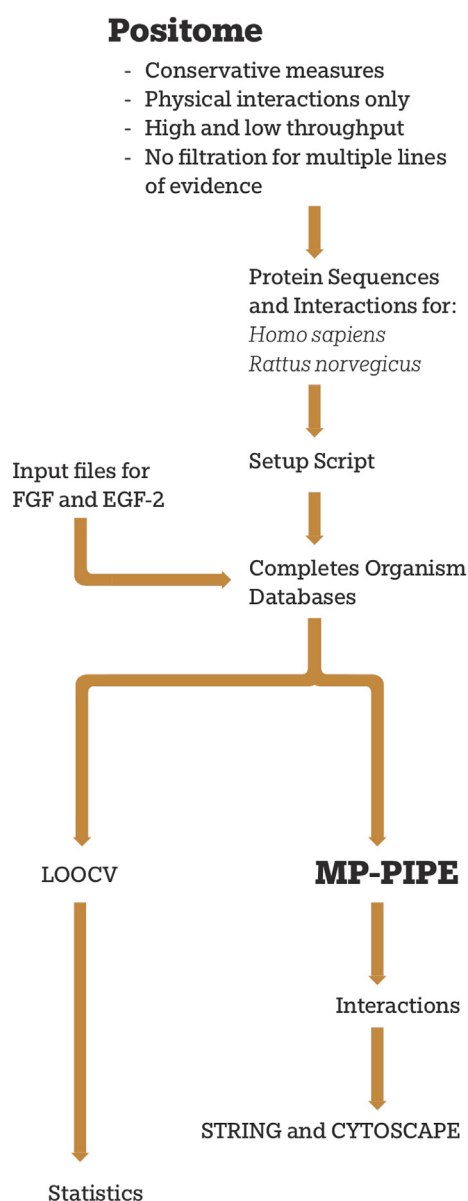 Positome
- Conservative measures
- Physical interactions only
- High and low throughput
- No filtration for multiple lines
of evidence
Protein Sequences
and Interactions for:
Homo sapiens
Rattus norvegicus
Setup Script
Input files for
FGF and EGF-2
Completes Organism
Databases
LOOCV
MP-PIPE
Interactions
STRING and CYTOSCAPE
Statistics